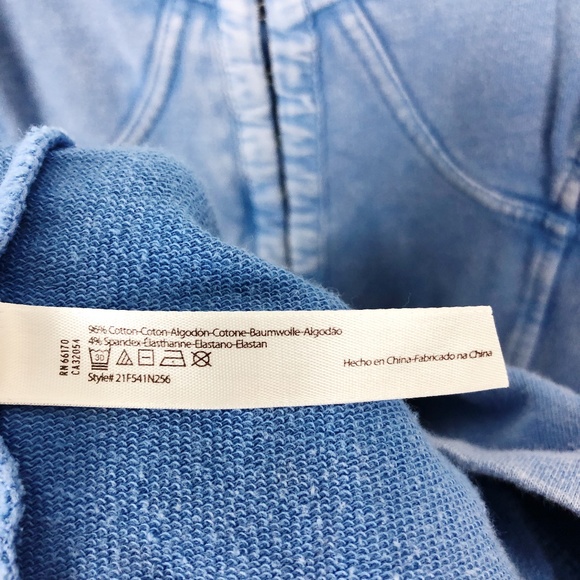 RN 66170
CA32054
96% Cotton-Coton-Algodón-Cotone-Baumwolle-Algodão
4% Spandex-Élasthanne-Elastano-Elastan
30
Style# 21F541N256
Hecho en China-Fabricado na China